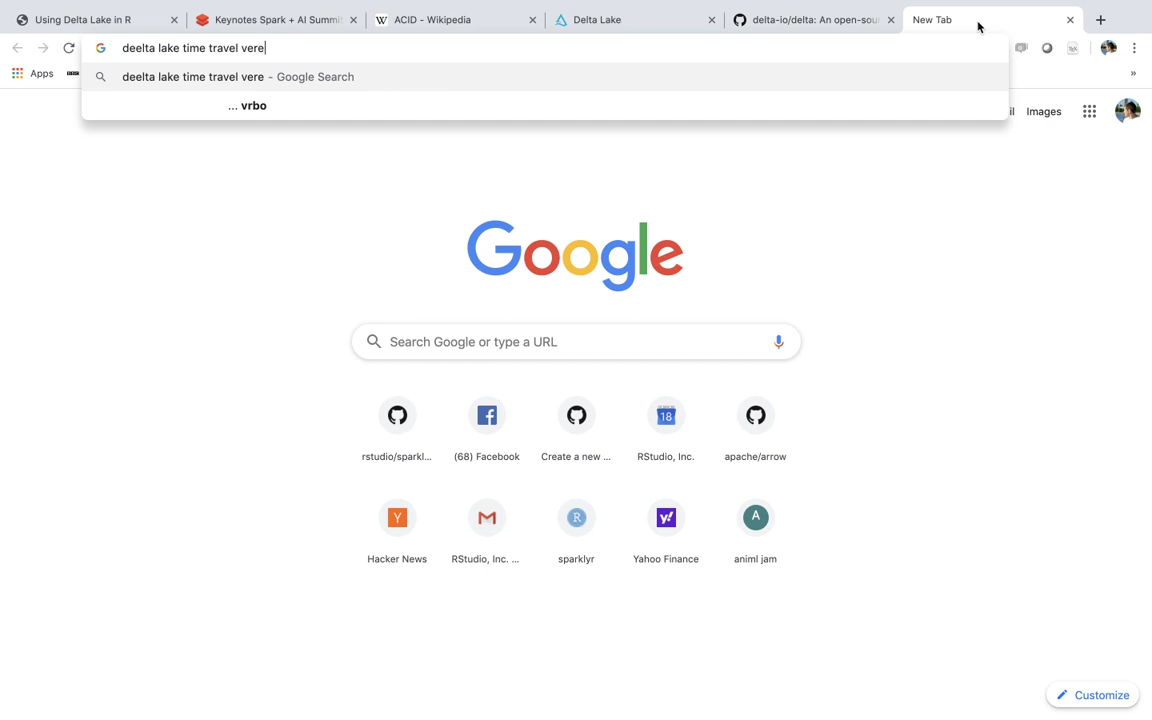 Using Delta Lake in R
Keynotes Spark + AI Summi
ACID - Wikipedia
Delta Lake
delta-io/delta: An open-sou
New Tab
deelta lake time travel vere
Apps
deelta lake time travel vere - Google Search
... vrbo
il Images
Google
Search Google or type a URL
18
rstudio/sparkl... (68) Facebook Create a new ... RStudio, Inc. apache/arrow
Y R y! A
Hacker News RStudio, Inc. ... sparklyr Yahoo Finance animl jam
Customize